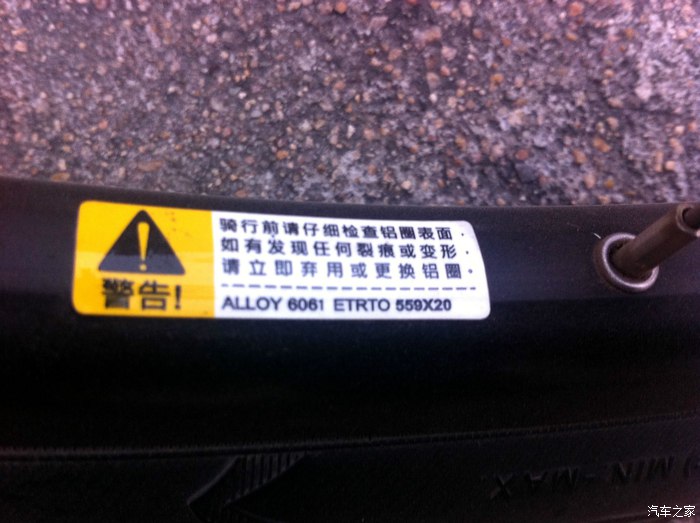 警告!
骑行前请仔细检查铝圈表面，
如有发现任何裂痕或变形，
请立即弃用或更换铝圈。
ALLOY 6061 ETRTO 559X20
MIN-MAX
汽车之家